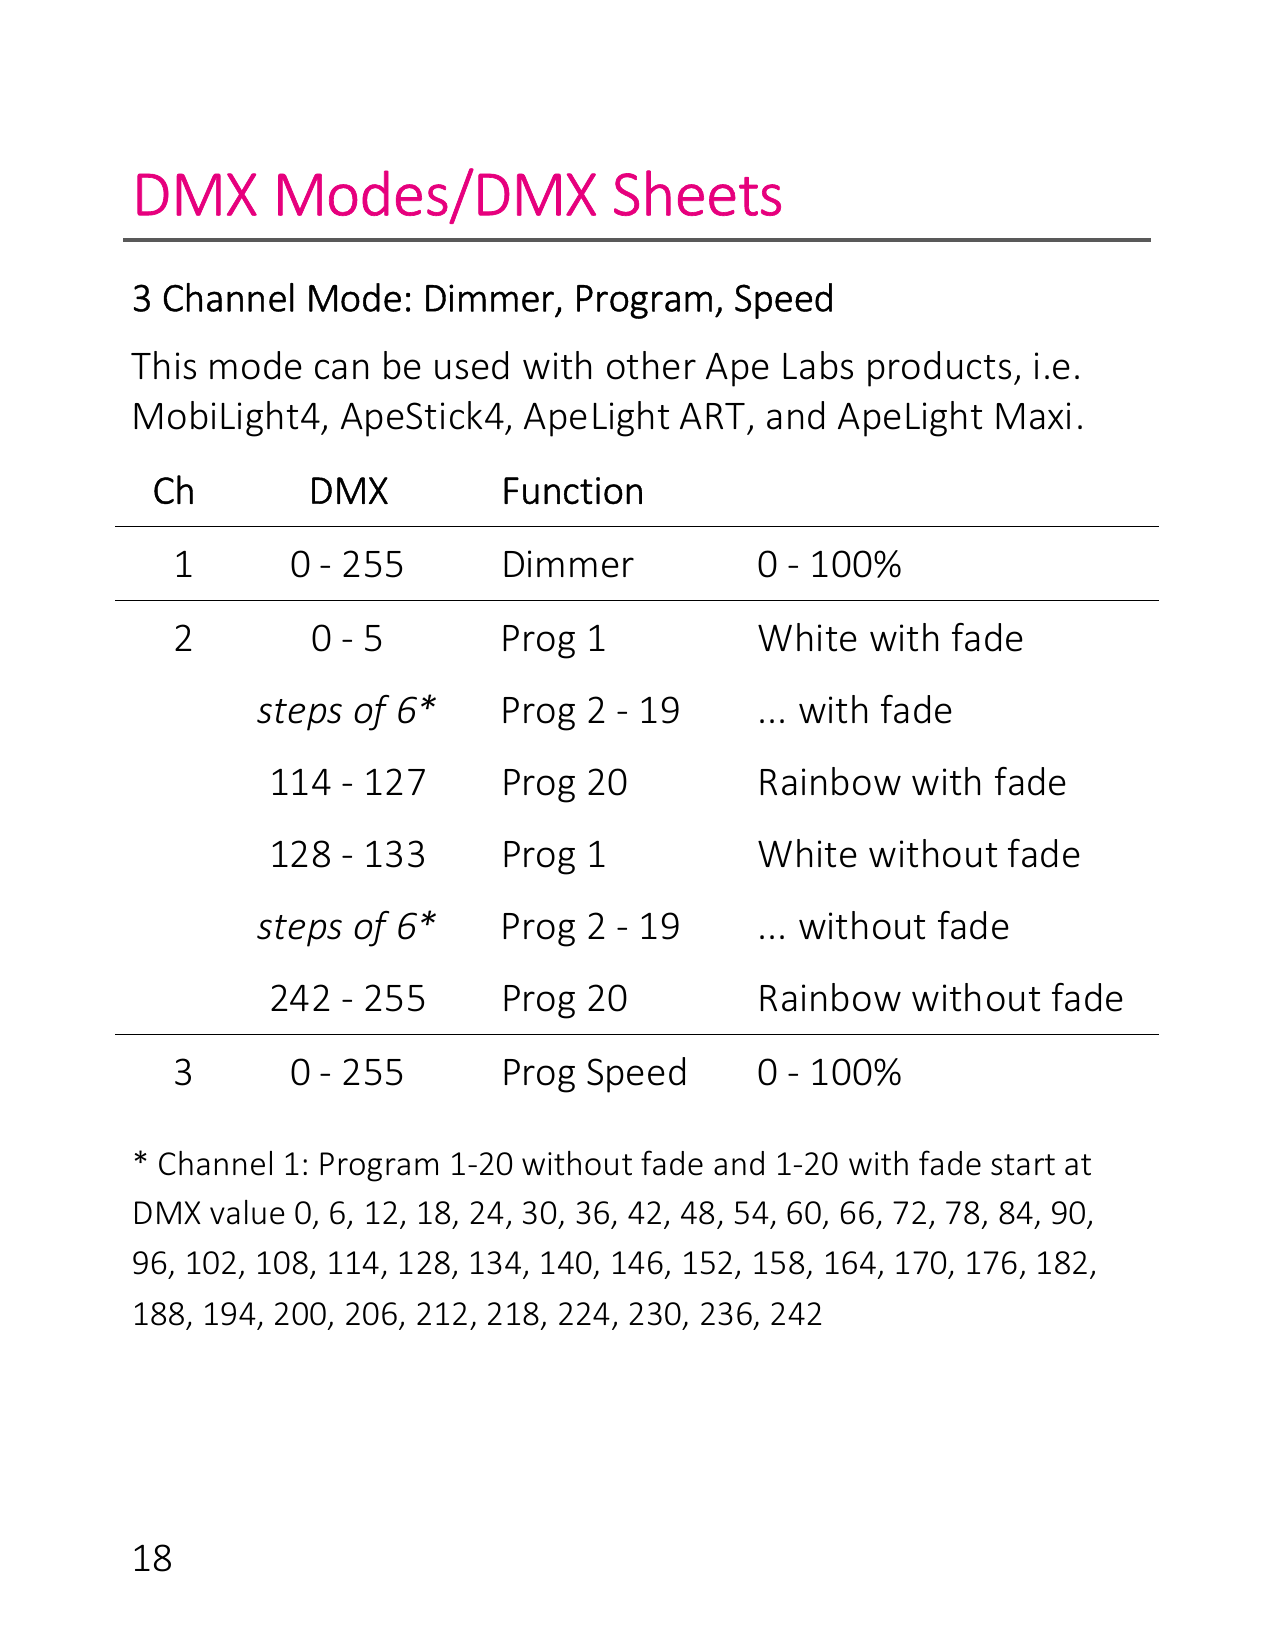 DMX Modes/DMX Sheets
3 Channel Mode: Dimmer, Program, Speed
This mode can be used with other Ape Labs products, i.e.
MobiLight4, ApeStick4, ApeLight ART, and ApeLight Maxi.
Ch DMX Function
1 0 - 255 Dimmer 0 - 100%
2 0 - 5 Prog 1 White with fade
steps of 6* Prog 2 - 19 ... with fade
114 - 127 Prog 20 Rainbow with fade
128 - 133 Prog 1 White without fade
steps of 6* Prog 2 - 19 ... without fade
242 - 255 Prog 20 Rainbow without fade
3 0 - 255 Prog Speed 0 - 100%
* Channel 1: Program 1-20 without fade and 1-20 with fade start at
DMX value 0, 6, 12, 18, 24, 30, 36, 42, 48, 54, 60, 66, 72, 78, 84, 90,
96, 102, 108, 114, 128, 134, 140, 146, 152, 158, 164, 170, 176, 182,
188, 194, 200, 206, 212, 218, 224, 230, 236, 242
18